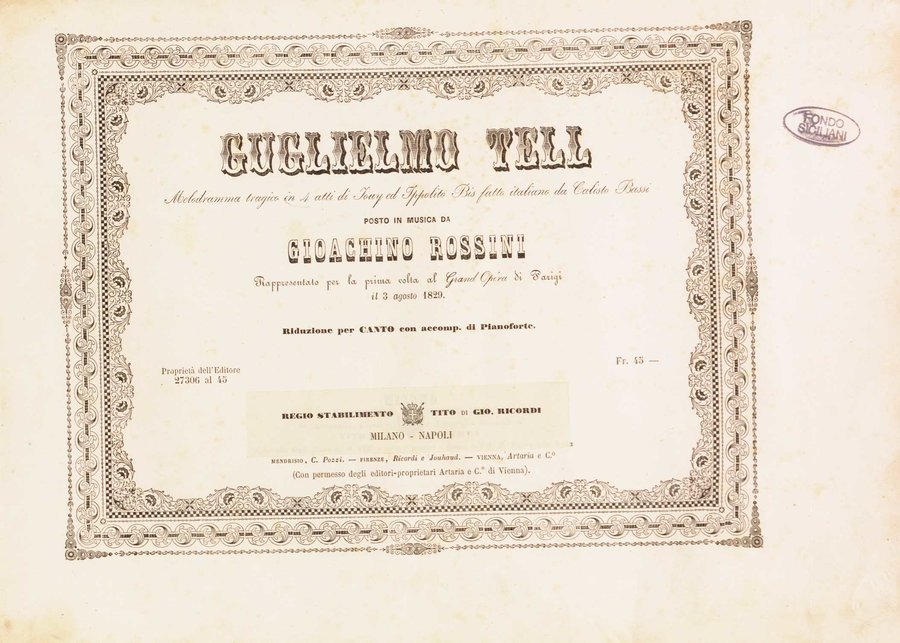 GUGLIELMO TELL
Melodramma tragico in 4 atti di Jouy ed Ippolito Bis fatto italiano da Calisto Bassi
POSTO IN MUSICA DA
GIOACHINO ROSSINI
Rappresentato per la prima volta al Grand Opéra di Parigi
il 3 agosto 1829.
Riduzione per CANTO con accomp. di Pianoforte.
Proprietà dell'Editore
27306 al 45
Fr. 45 —
REGIO STABILIMENTO TITO DI GIO. RICORDI
MILANO - NAPOLI
MENDRISIO, C. Pozzi. — FIRENZE, Ricordi e Jouhaud. — VIENNA, Artaria e C.º
(Con permesso degli editori-proprietari Artaria e C.º di Vienna).
FONDO
SICILIANI